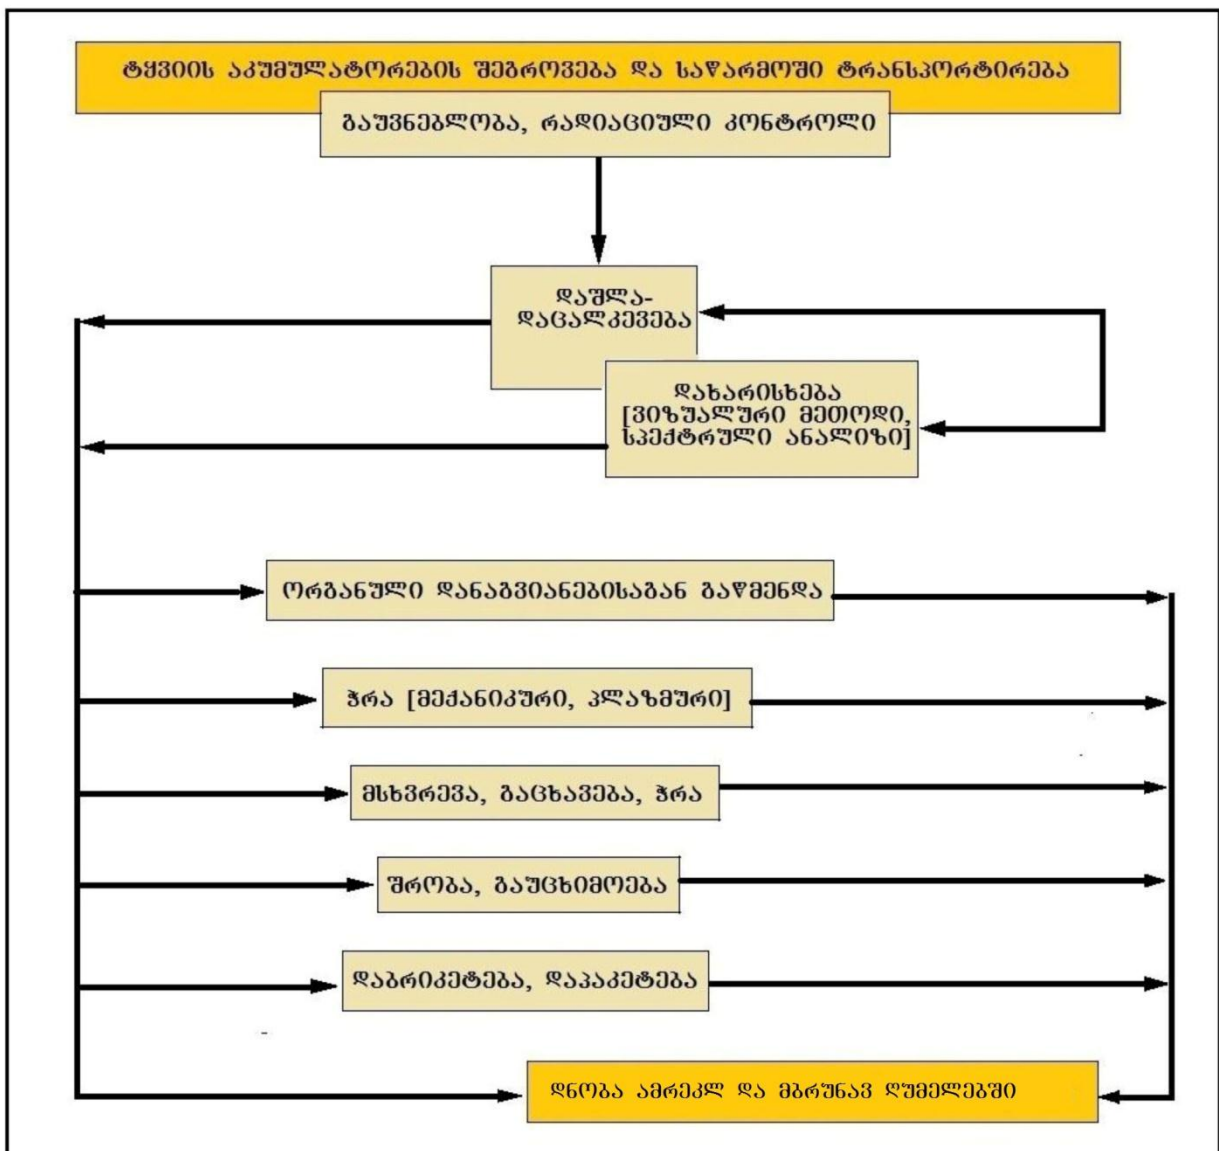 ტყვიის აკუმულატორების შეგროვება და საწარმოში ტრანსპორტირება
გაუვნებლობა, რადიაციული კონტროლი
დაშლა-
დაცალკევება
დახარისხება
[ვიზუალური მეთოდი,
სპექტრული ანალიზი]
ორგანული დანაგვიანებისაგან გაწმენდა
ჭრა [მექანიკური, პლაზმური]
მსხვრევა, გაცხავება, ჭრა
შრობა, გაუცხიმოება
დაბრიკეტება, დაპაკეტება
დნობა ამრეკლ და მბრუნავ ღუმელებში